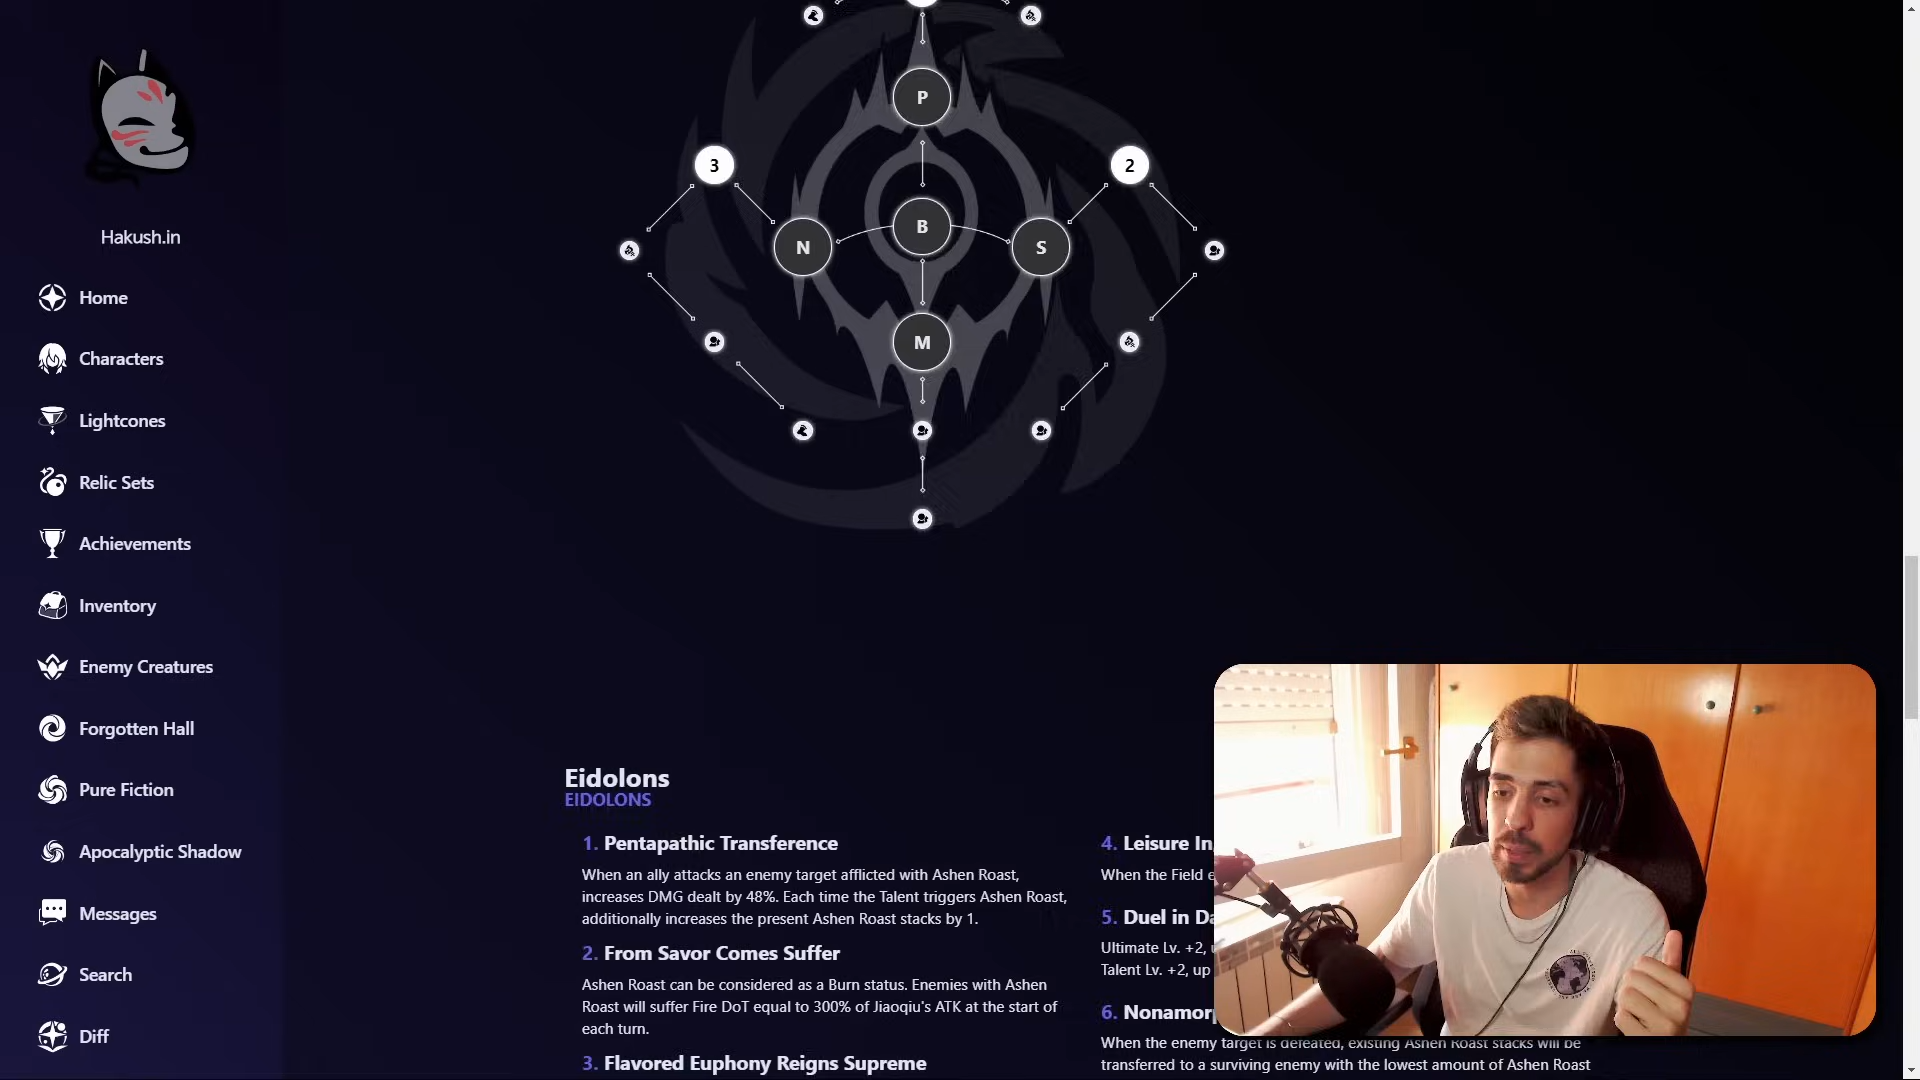 P
3
2
B
N
S
M
Hakush.in
Home
Characters
Lightcones
Relic Sets
Achievements
Inventory
Enemy Creatures
Forgotten Hall
Pure Fiction
Apocalyptic Shadow
Messages
Search
Diff
Eidolons
EIDOLONS
1. Pentapathic Transference
When an ally attacks an enemy target afflicted with Ashen Roast,
increases DMG dealt by 48%. Each time the Talent triggers Ashen Roast,
additionally increases the present Ashen Roast stacks by 1.
2. From Savor Comes Suffer
Ashen Roast can be considered as a Burn status. Enemies with Ashen
Roast will suffer Fire DoT equal to 300% of Jiaoqiu's ATK at the start of
each turn.
3. Flavored Euphony Reigns Supreme
4. Leisure In
When the Field e
5. Duel in Da
Ultimate Lv. +2, u
Talent Lv. +2, up
6. Nonamorp
When the enemy target is defeated, existing Ashen Roast stacks will be
transferred to a surviving enemy with the lowest amount of Ashen Roast